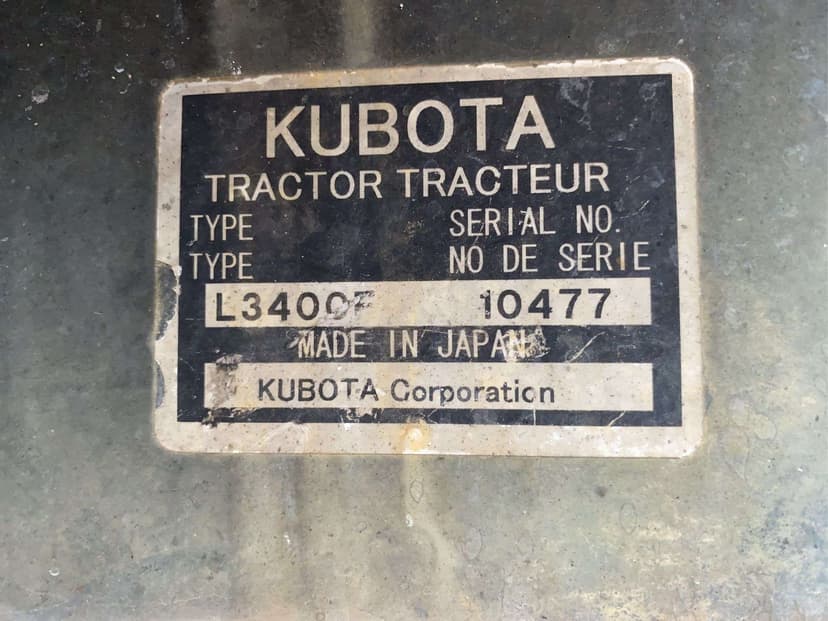 KUBOTA
TRACTOR TRACTEUR
TYPE SERIAL NO.
TYPE NO DE SERIE
L3400F 10477
MADE IN JAPAN
KUBOTA Corporation